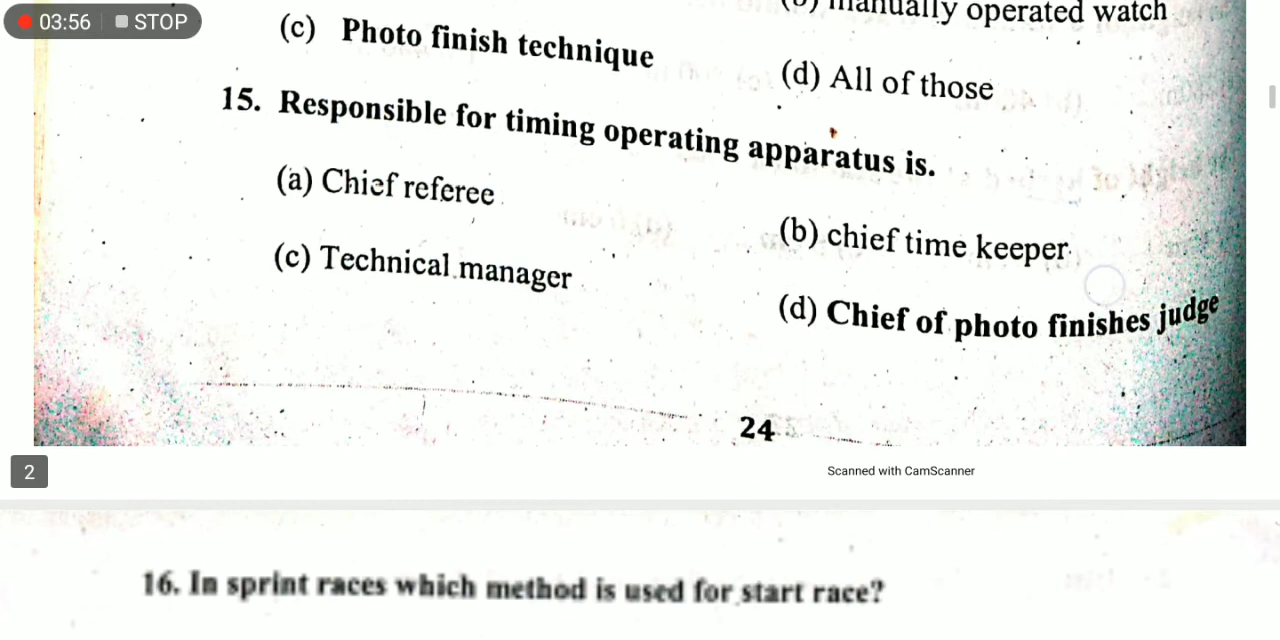 03:56 STOP
(b) manually operated watch
(c) Photo finish technique
(d) All of those
15. Responsible for timing operating apparatus is.
(a) Chief referee
(b) chief time keeper
(c) Technical manager
(d) Chief of photo finishes judge
24
2
Scanned with CamScanner
16. In sprint races which method is used for start race?